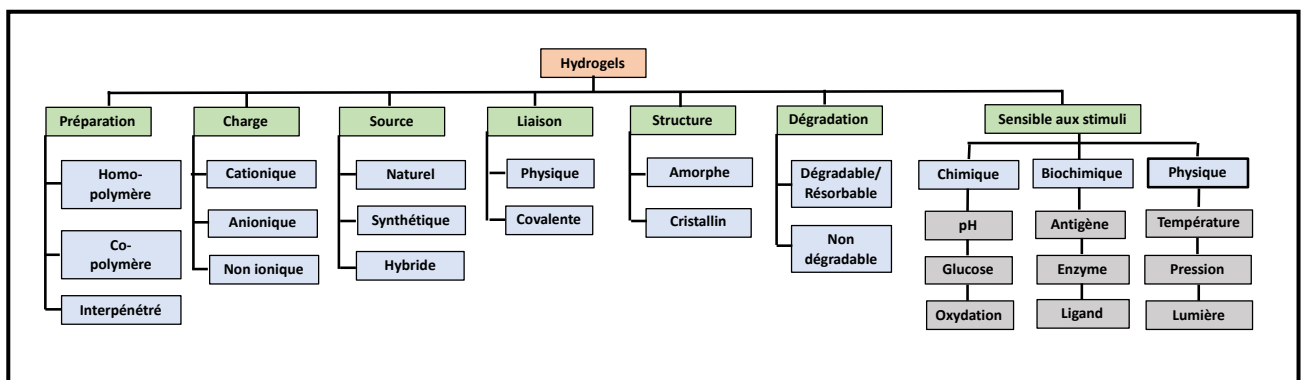 Hydrogels
Préparation
Charge
Source
Liaison
Structure
Dégradation
Sensible aux stimuli
Homo-
polymère
Co-
polymère
Interpénétré
Cationique
Anionique
Non ionique
Naturel
Synthétique
Hybride
Physique
Covalente
Amorphe
Cristallin
Dégradable/
Résorbable
Non
dégradable
Chimique
pH
Glucose
Oxydation
Biochimique
Antigène
Enzyme
Ligand
Physique
Température
Pression
Lumière